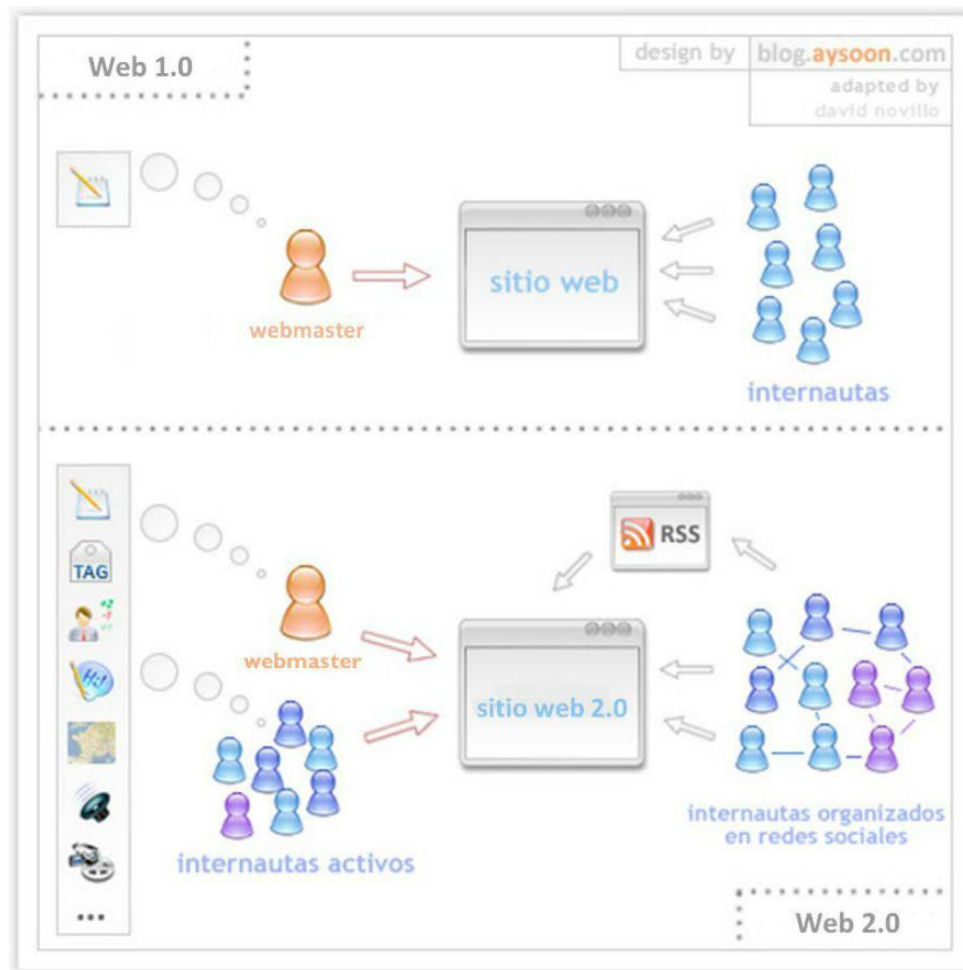 Web 1.0
design by blog.aysoon.com
adapted by
david novillo
sitio web
webmaster
internautas
RSS
TAG
webmaster
Hi!
sitio web 2.0
internautas organizados
en redes sociales
internautas activos
...
Web 2.0